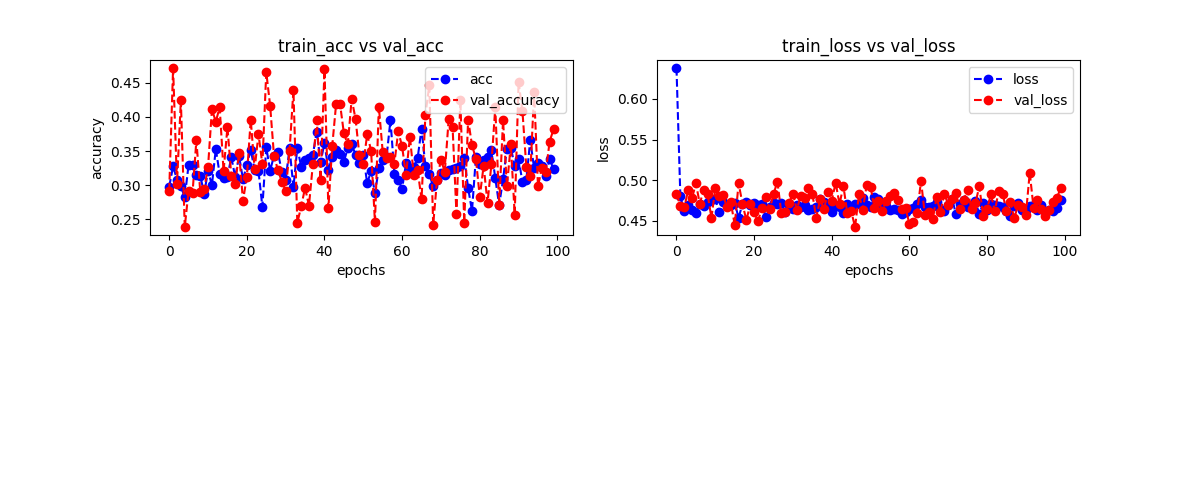 train_acc vs val_acc
acc
val_accuracy
accuracy
0.45
0.40
0.35
0.30
0.25
0 20 40 60 80 100
epochs
train_loss vs val_loss
loss
val_loss
loss
0.60
0.55
0.50
0.45
0 20 40 60 80 100
epochs